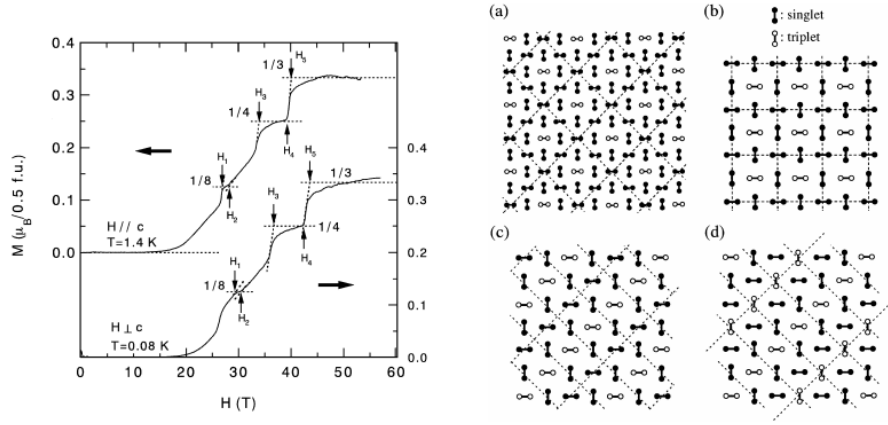 M (μB/0.5 f.u.)
0.4
0.3
0.2
0.1
0.0
0.4
0.3
0.2
0.1
0.0
H5
1/3
H3
1/4
H4
H1
1/8
H2
H5
1/3
H3
1/4
H4
H1
1/8
H2
H // c
T=1.4 K
H ⊥ c
T=0.08 K
0
10
20
30
40
50
60
H (T)
(a)
(b)
: singlet
: triplet
(c)
(d)